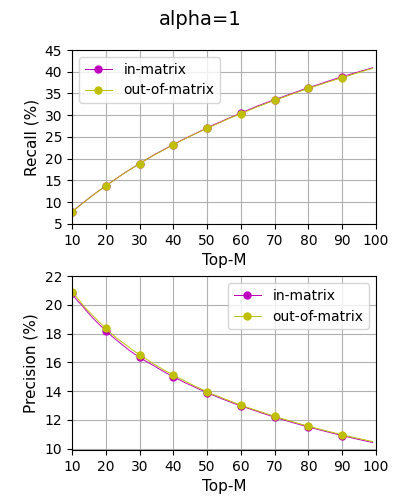 alpha=1
45
40
35
30
25
20
15
10
5
Recall (%)
in-matrix
out-of-matrix
10 20 30 40 50 60 70 80 90 100
Top-M
22
20
18
16
14
12
10
Precision (%)
in-matrix
out-of-matrix
10 20 30 40 50 60 70 80 90 100
Top-M